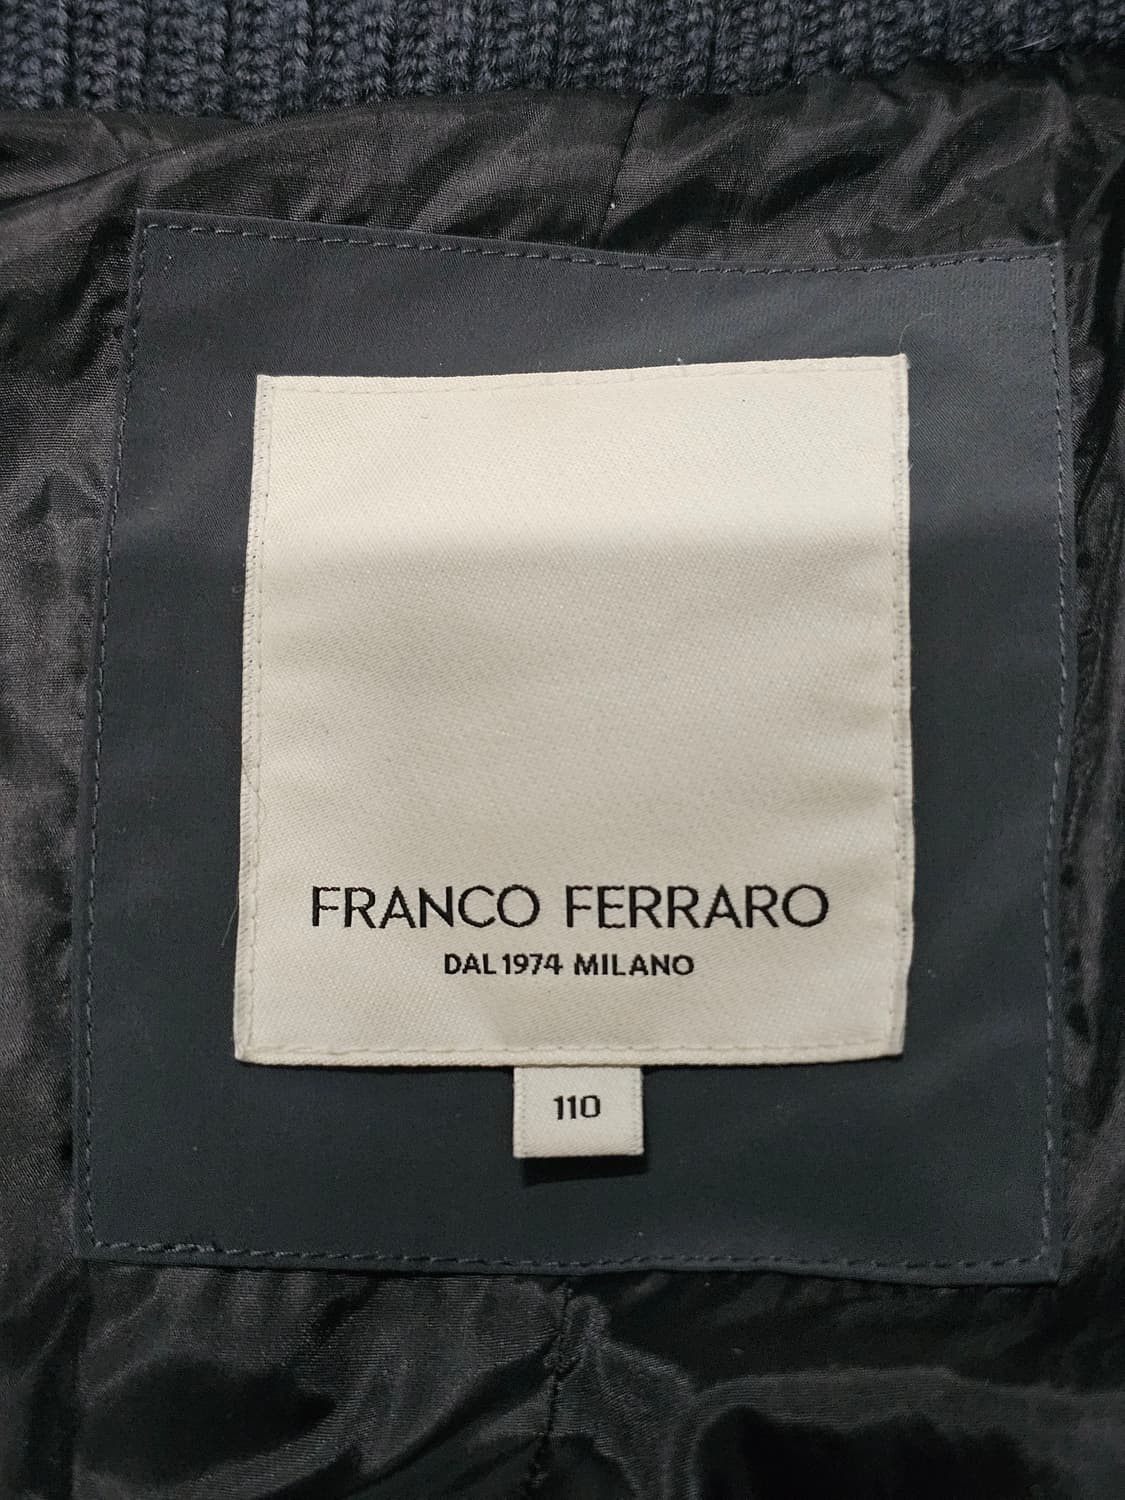 FRANCO FERRARO
DAL 1974 MILANO
110